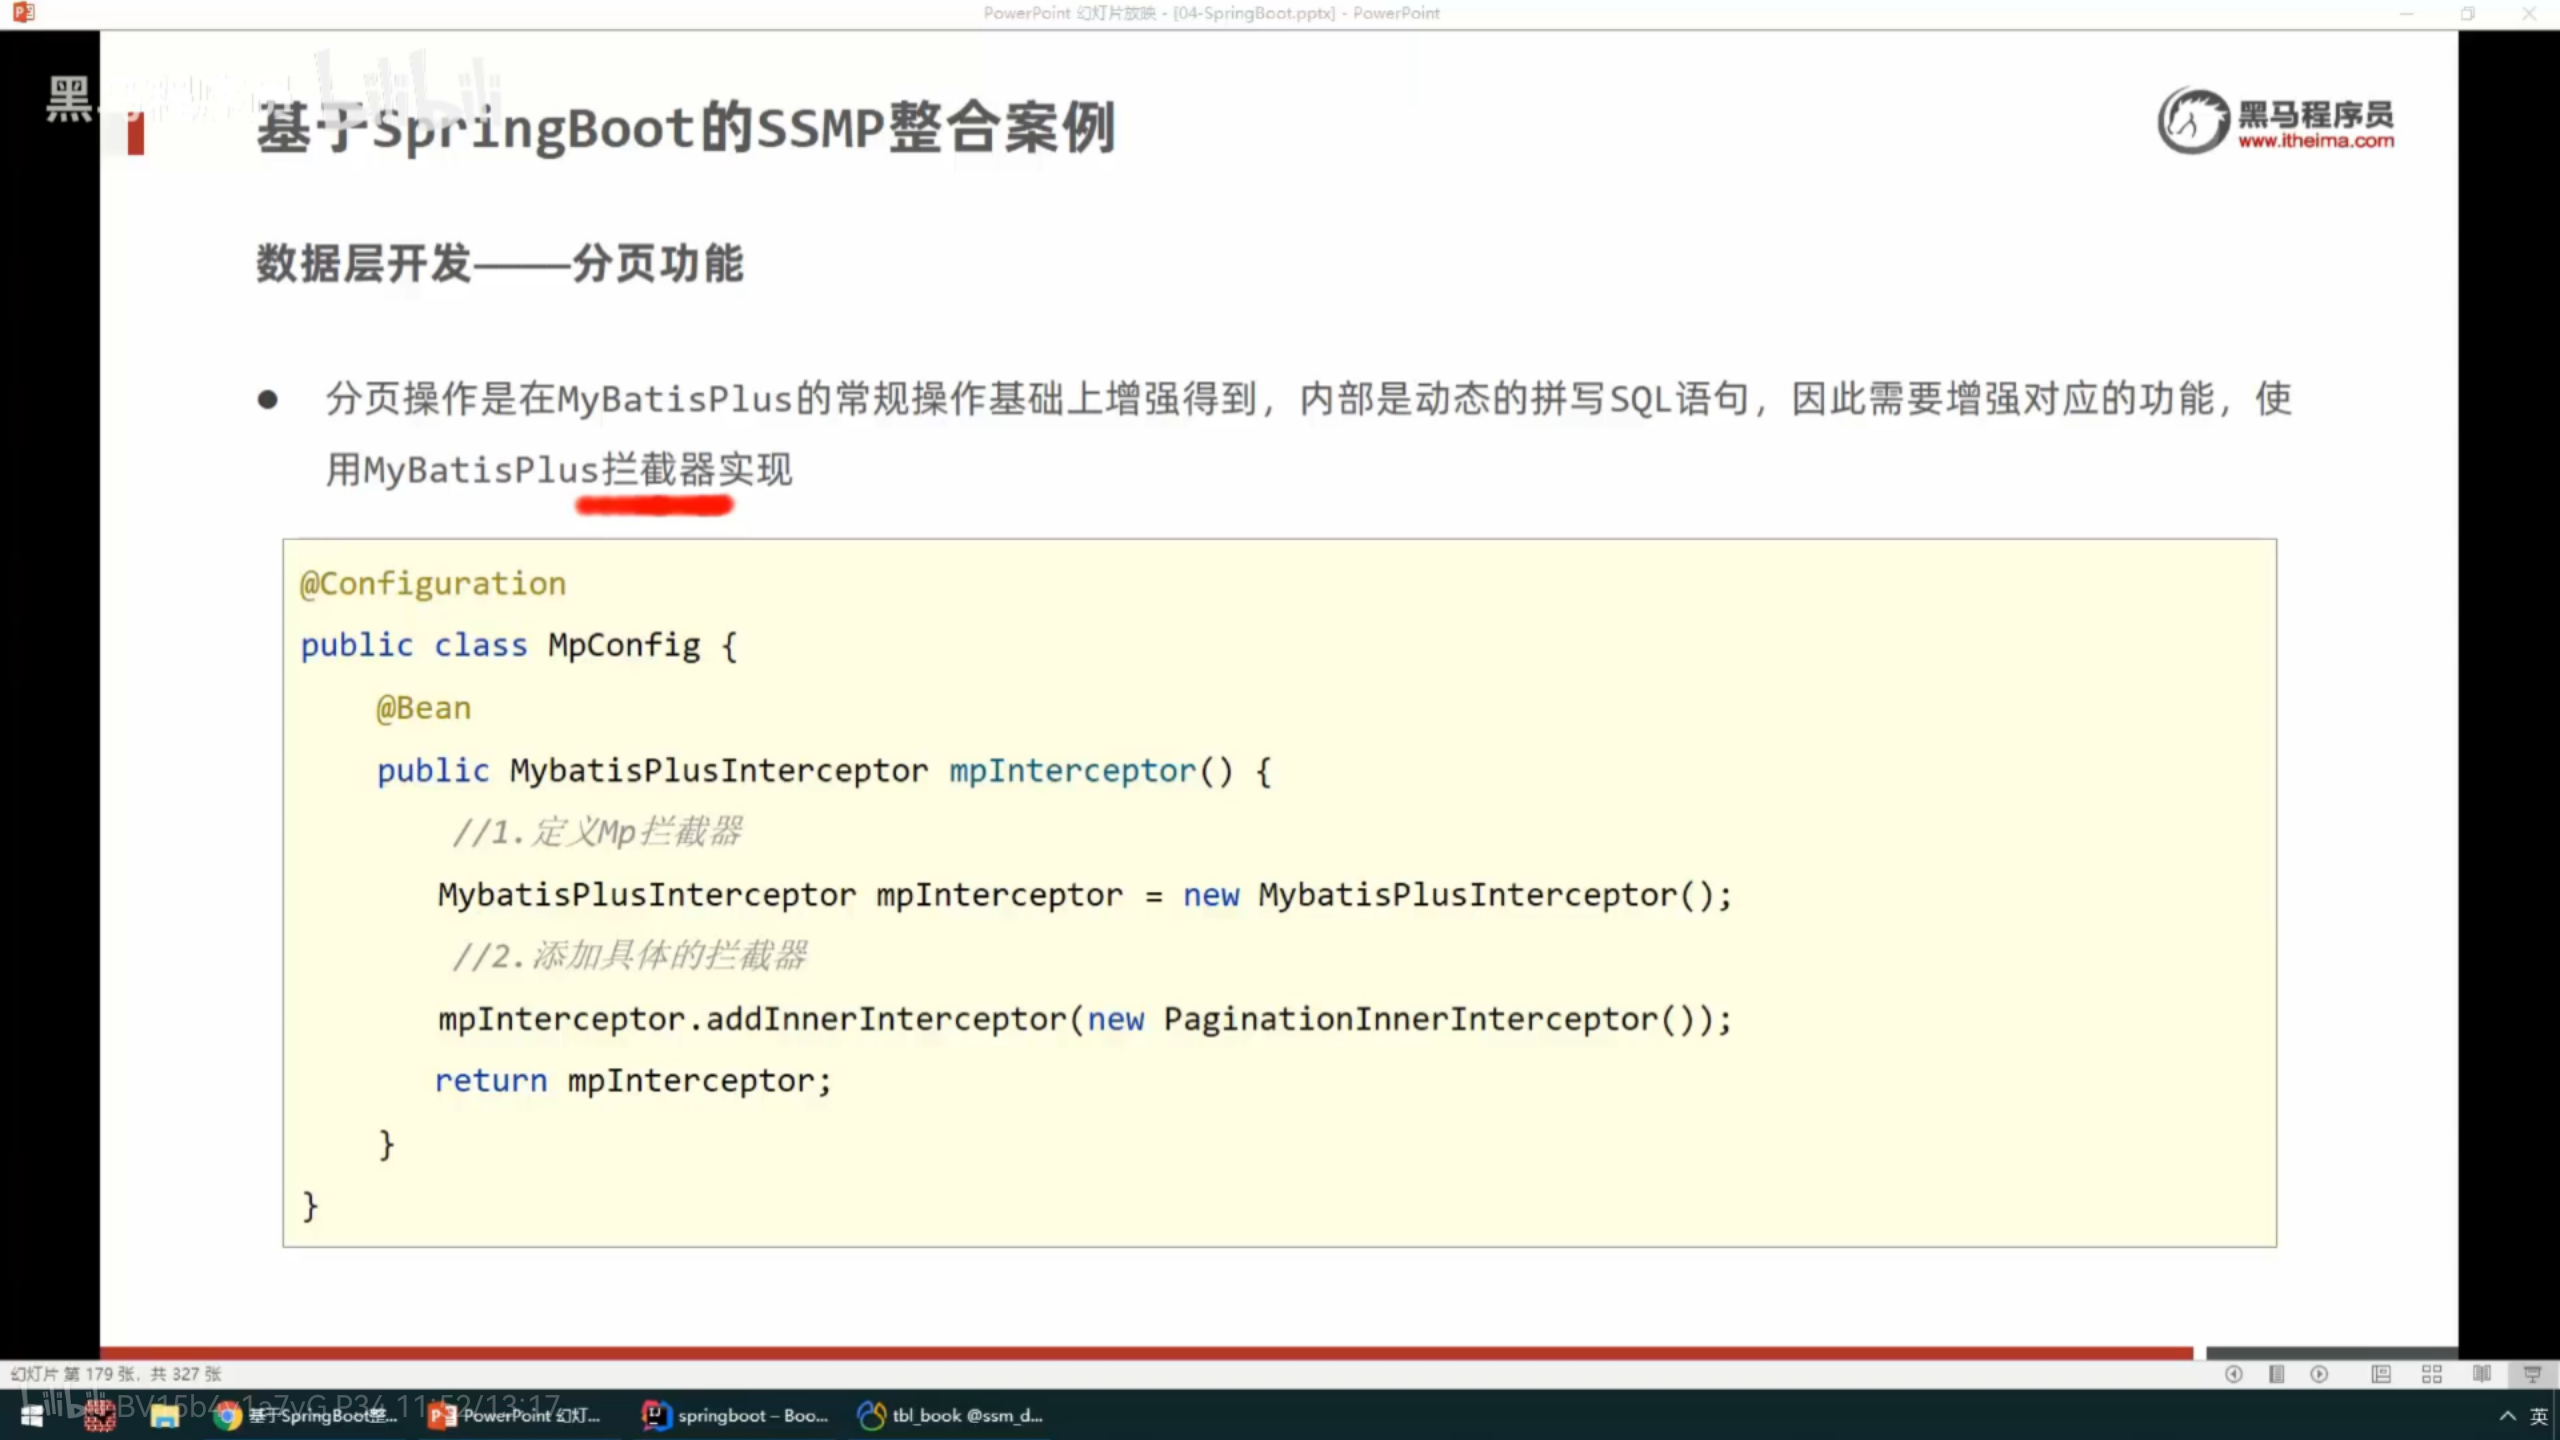 PowerPoint 幻灯片放映 - [04-SpringBoot.pptx] - PowerPoint
黑
bilibili
基于SpringBoot的SSMP整合案例
黑马程序员
www.itheima.com
数据层开发——分页功能
● 分页操作是在MyBatisPlus的常规操作基础上增强得到，内部是动态的拼写SQL语句，因此需要增强对应的功能，使
用MyBatisPlus拦截器实现
@Configuration
public class MpConfig {
@Bean
public MybatisPlusInterceptor mpInterceptor() {
//1.定义Mp拦截器
MybatisPlusInterceptor mpInterceptor = new MybatisPlusInterceptor();
//2.添加具体的拦截器
mpInterceptor.addInnerInterceptor(new PaginationInnerInterceptor());
return mpInterceptor;
}
}
幻灯片 第 179 张，共 327 张
bilibili BV15b4y1a7yG P34 11:52/13:17
基于SpringBoot整...
PowerPoint 幻灯...
springboot – Boo...
tbl_book @ssm_d...
英